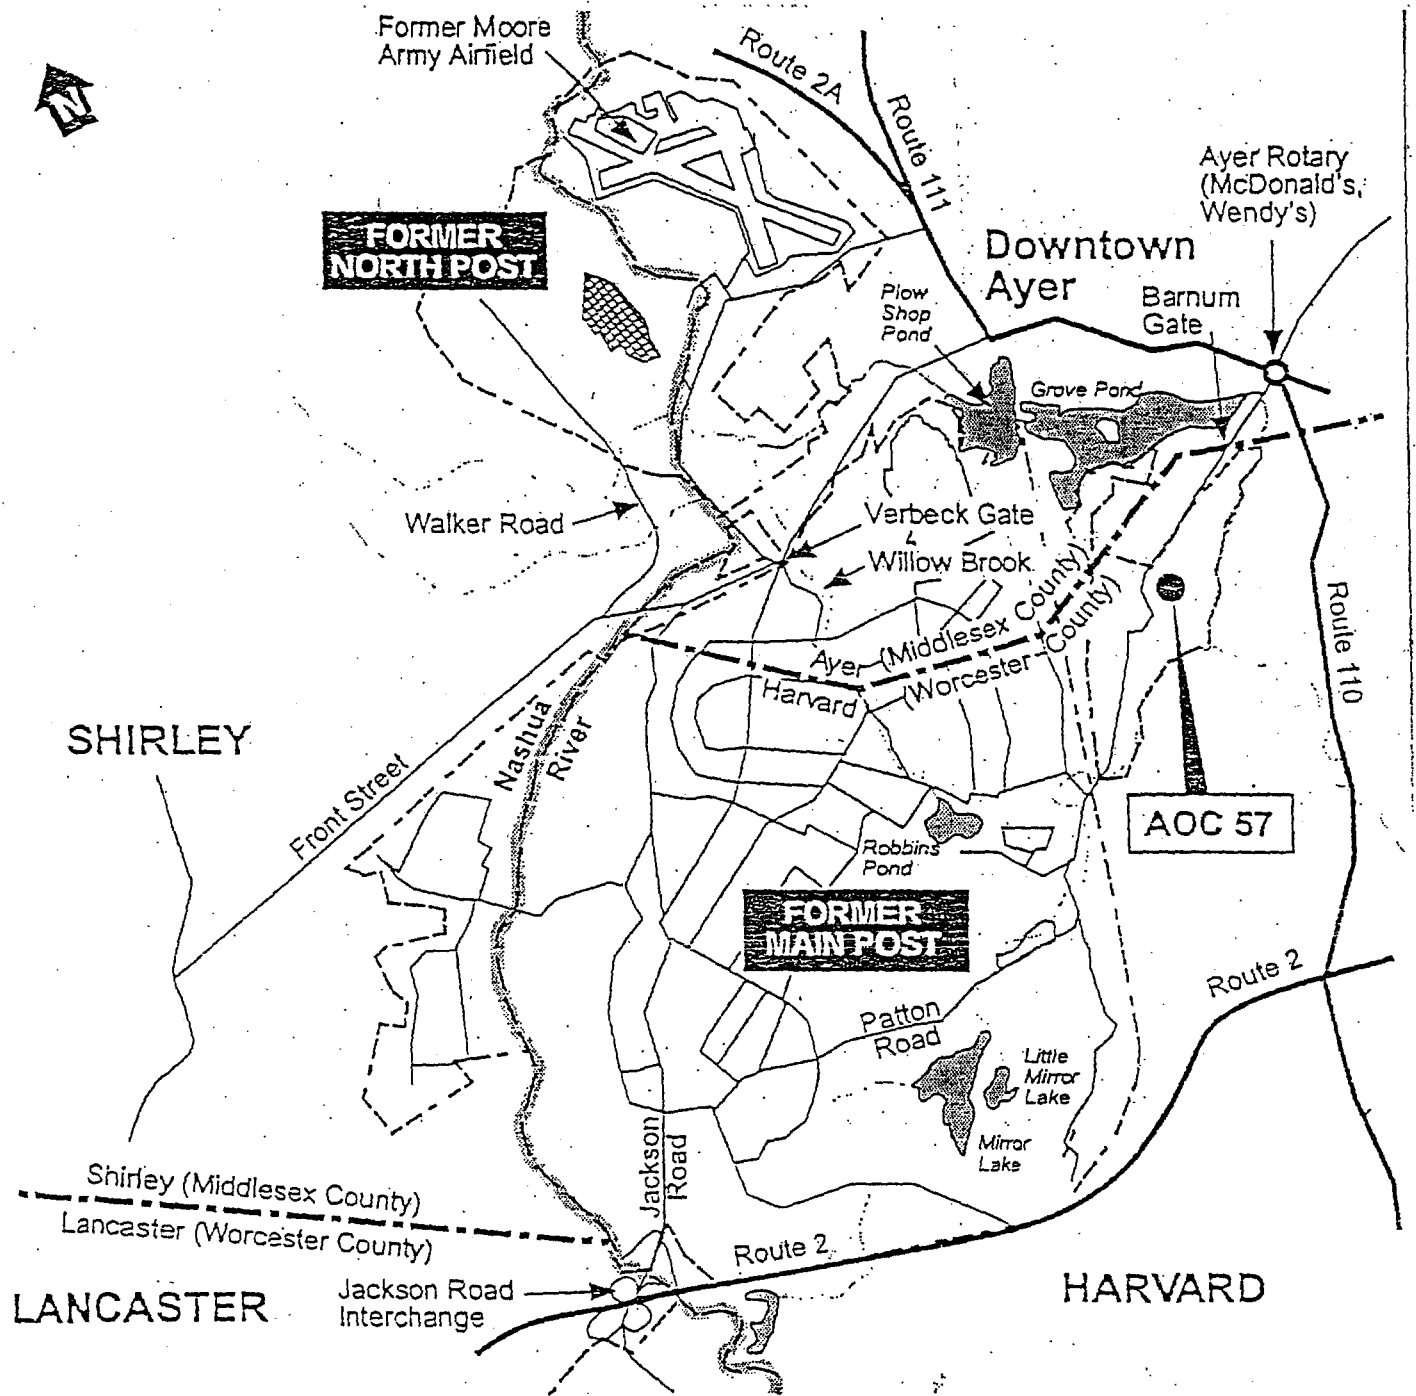 Former Moore
Army Airfield
N
Route 2A
Route 111
Ayer Rotary
(McDonald's,
Wendy's)
FORMER
NORTH POST
Downtown
Ayer
Plow
Shop
Pond
Barnum
Gate
Grove Pond
Walker Road
Verbeck Gate
Willow Brook
Ayer (Middlesex County)
Harvard (Worcester County)
Route 110
SHIRLEY
Nashua
River
Front Street
AOC 57
Robbins
Pond
FORMER
MAIN POST
Route 2
Patton
Road
Little
Mirror
Lake
Mirror
Lake
Jackson
Road
Shirley (Middlesex County)
Lancaster (Worcester County)
Route 2
Jackson Road
Interchange
LANCASTER
HARVARD